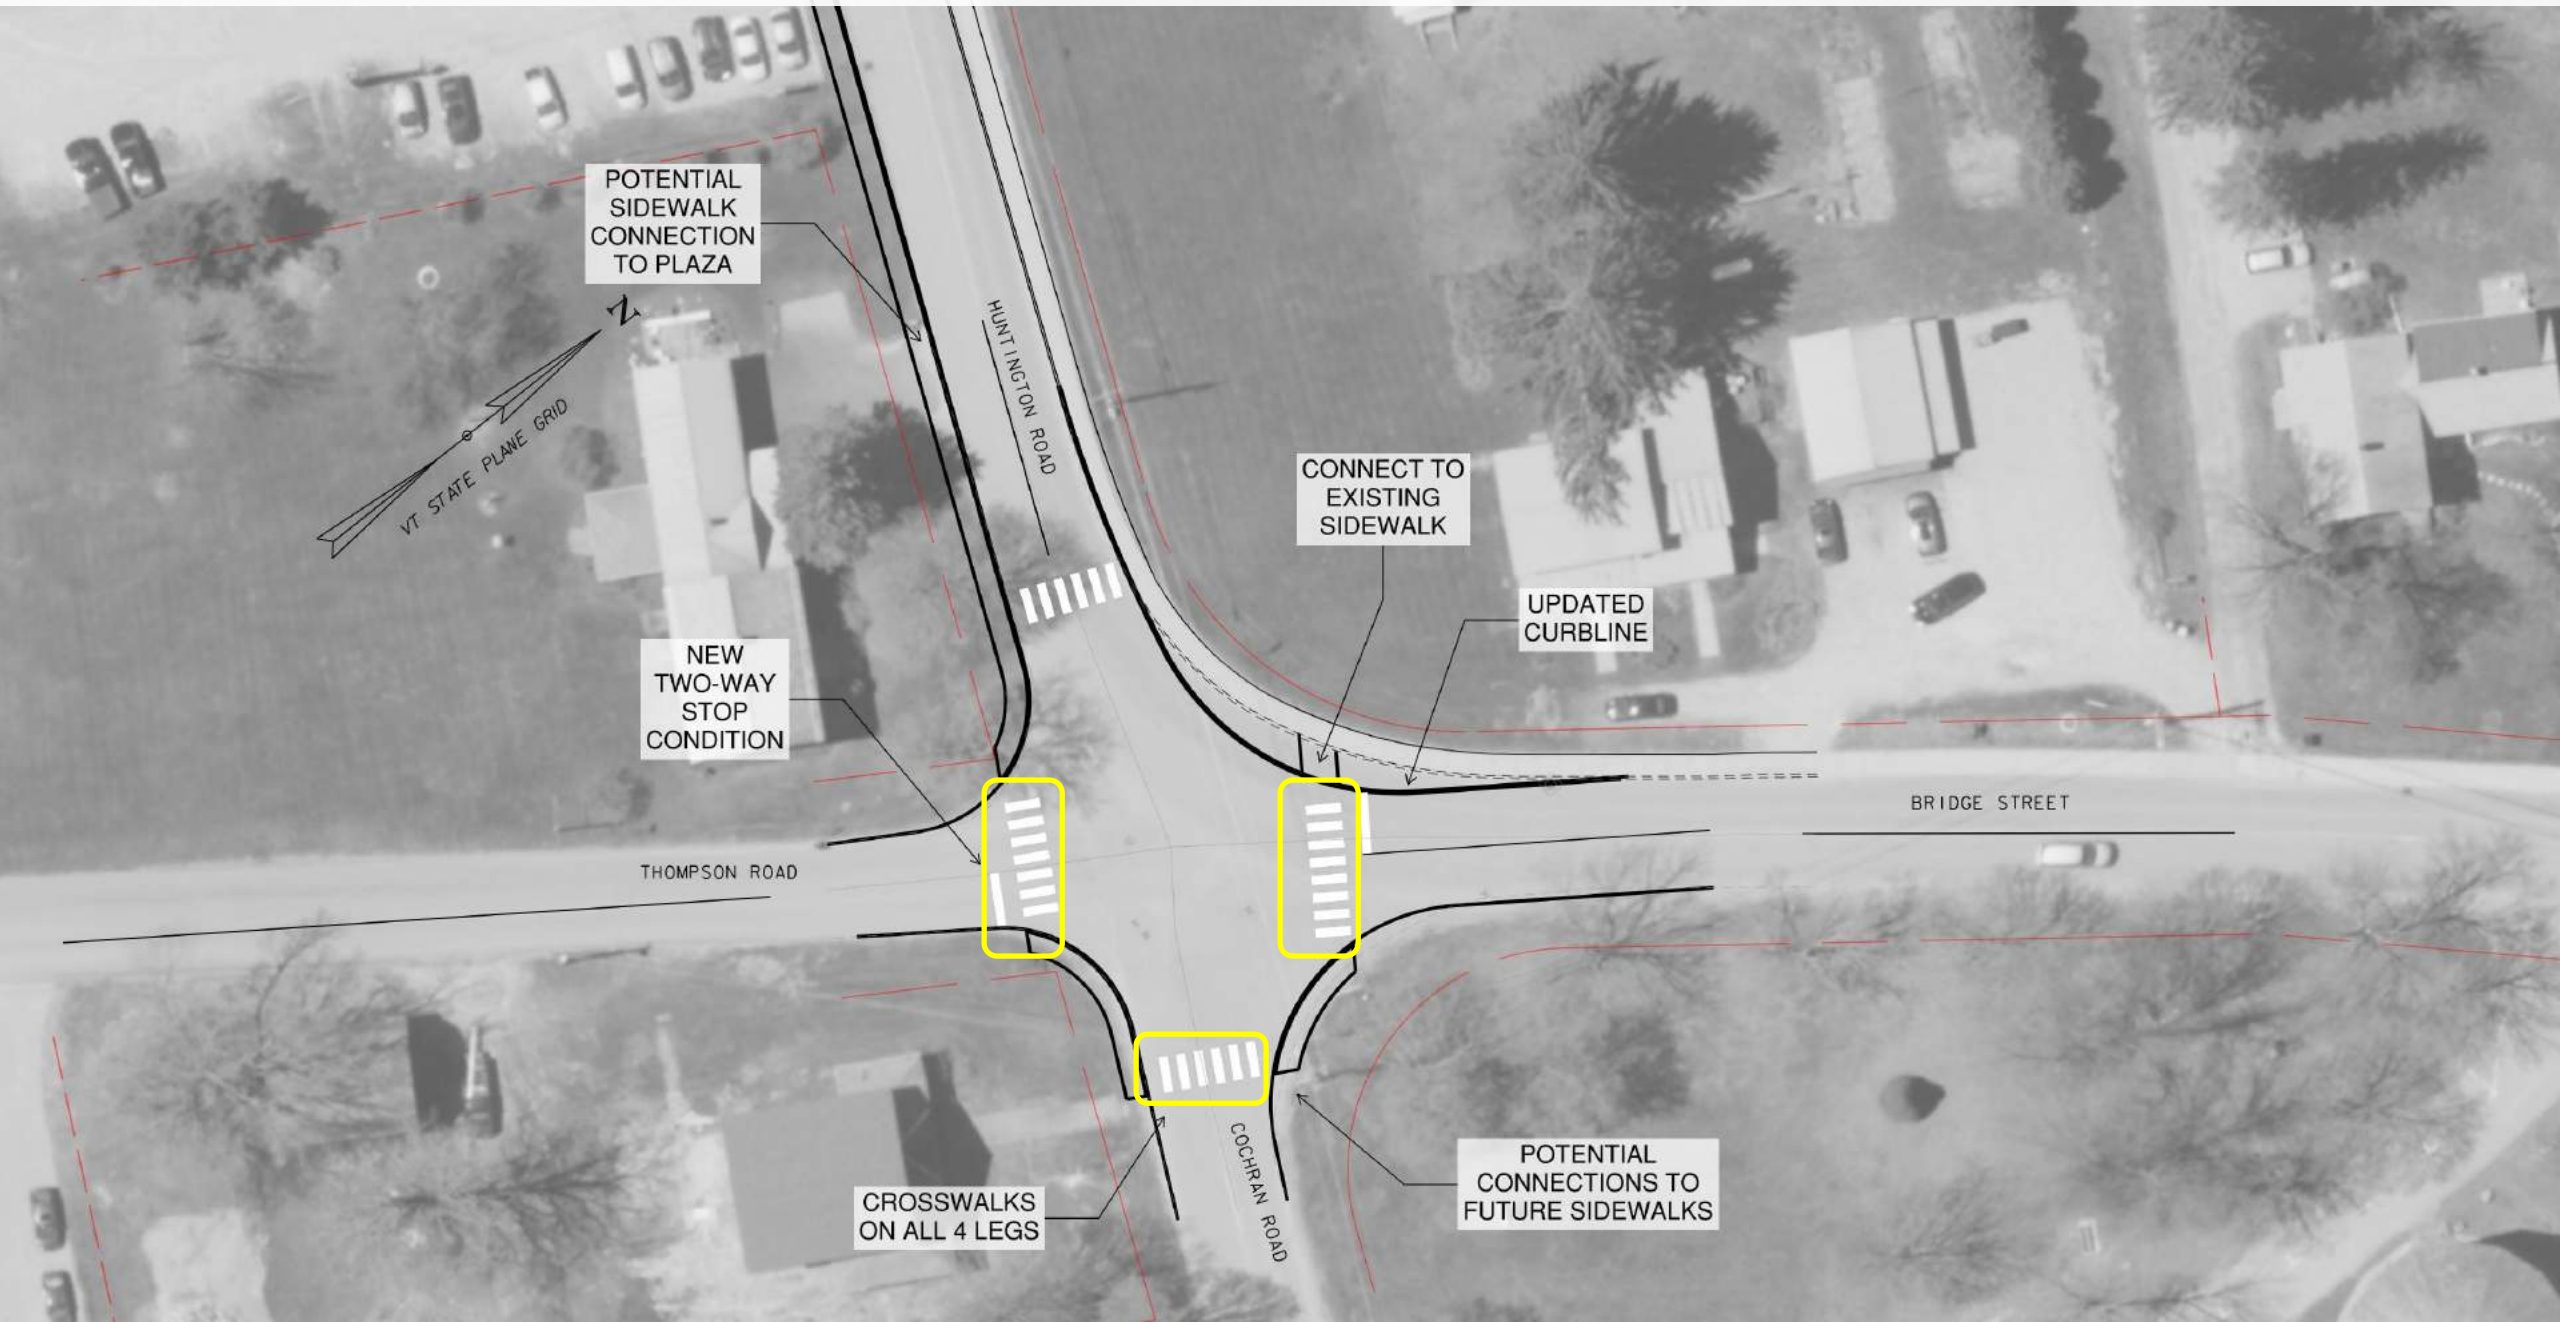 POTENTIAL
SIDEWALK
CONNECTION
TO PLAZA
N
VT STATE PLANE GRID
HUNTINGTON ROAD
CONNECT TO
EXISTING
SIDEWALK
UPDATED
CURBLINE
NEW
TWO-WAY
STOP
CONDITION
BRIDGE STREET
THOMPSON ROAD
COCHRAN ROAD
CROSSWALKS
ON ALL 4 LEGS
POTENTIAL
CONNECTIONS TO
FUTURE SIDEWALKS